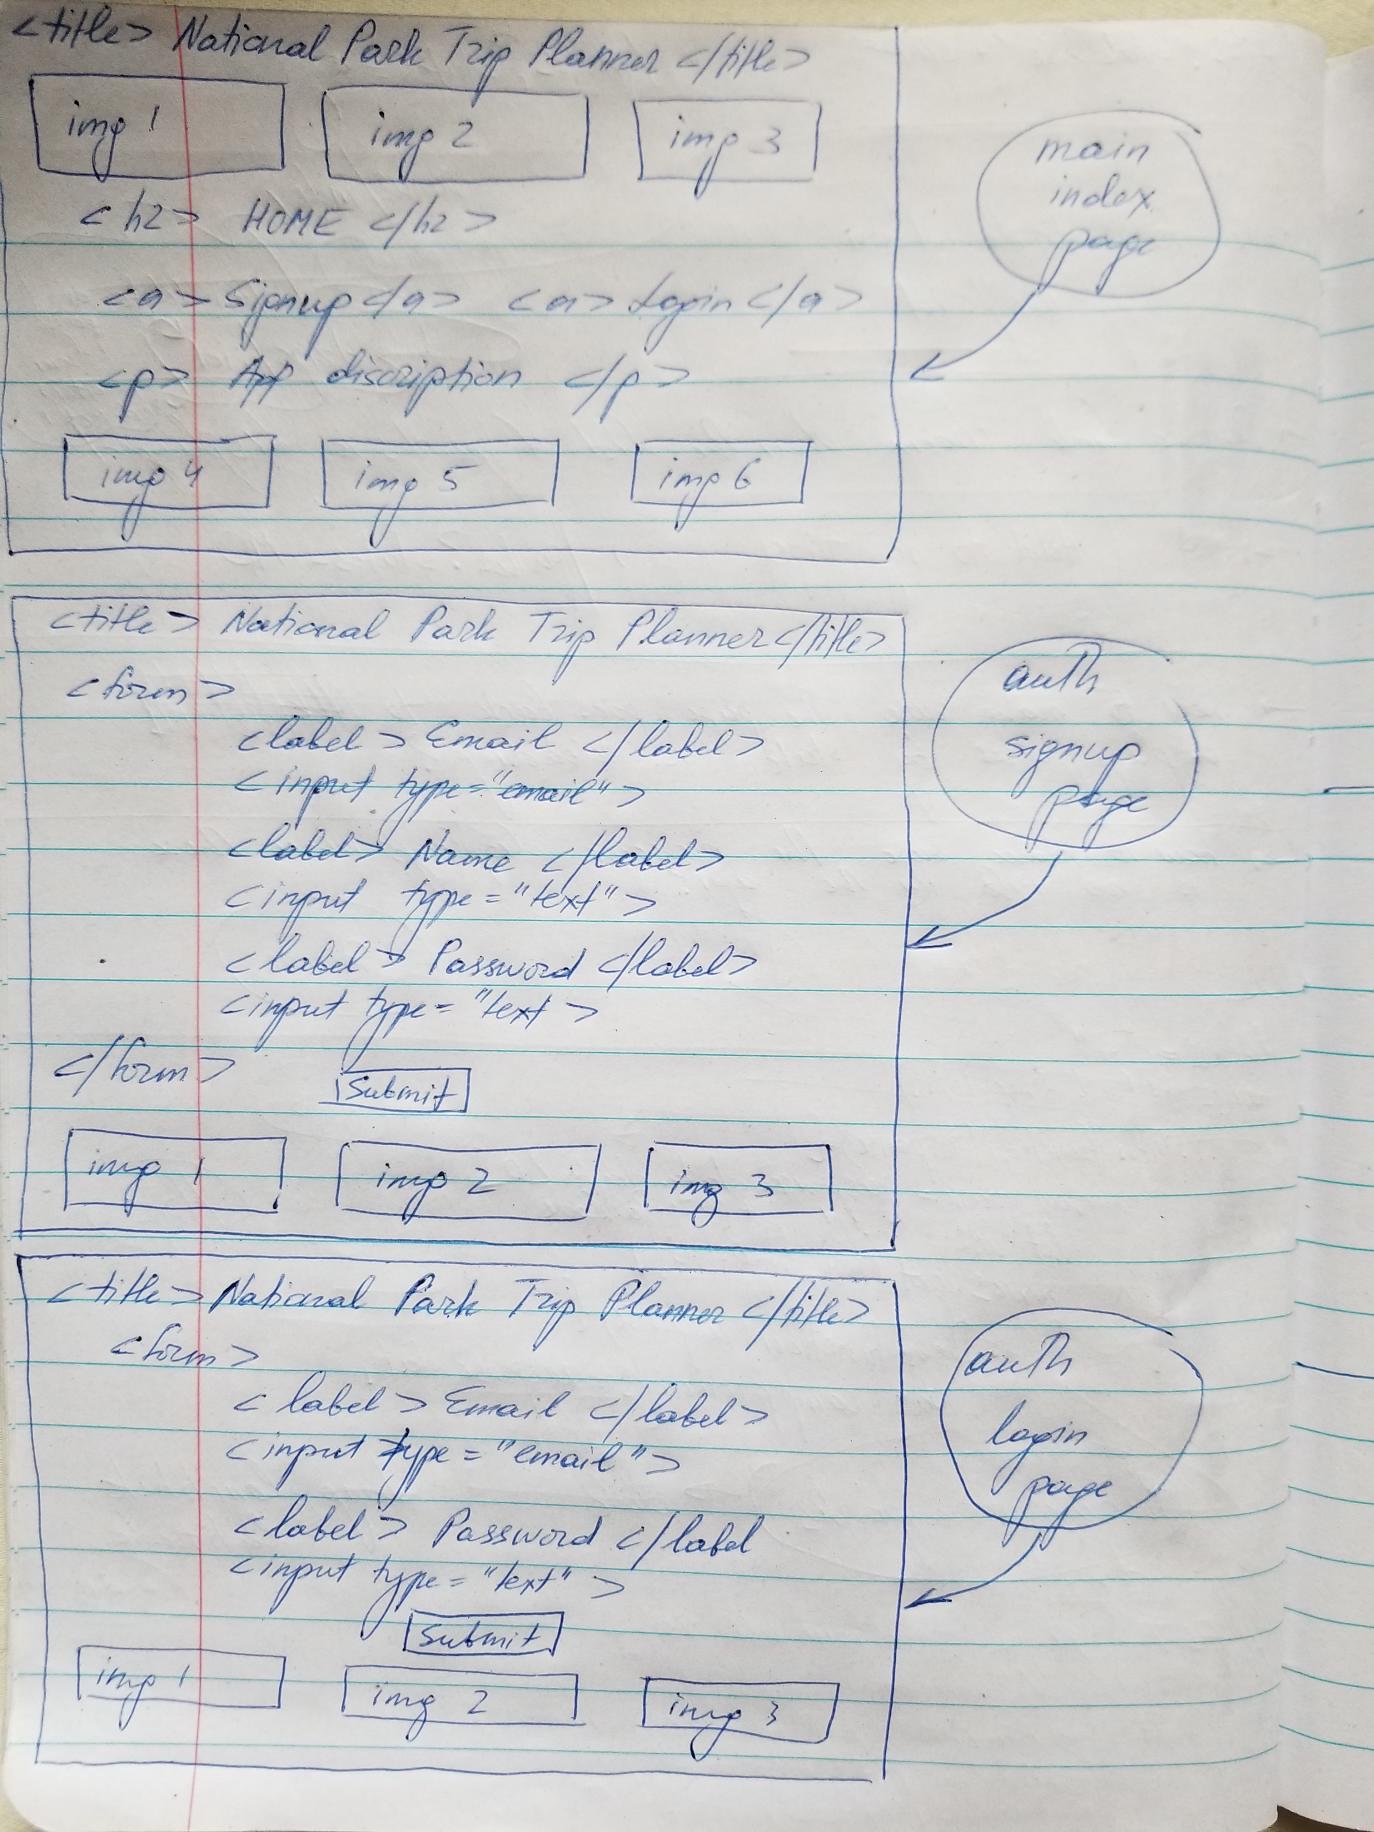 <title> National Park Trip Planner </title>
img 1 img 2 img 3
<h2> HOME </h2>
<a> Signup </a> <a> Login </a>
<p> App discription </p>
img 4 img 5 img 6
main
index
page
<title> National Park Trip Planner </title>
<form>
<label> Email </label>
<input type="email">
<label> Name </label>
<input type="text">
<label> Password </label>
<input type="text >
</form>
Submit
img 1 img 2 img 3
auth
signup
page
<title> National Park Trip Planner </title>
<form>
<label> Email </label>
<input type="email">
<label> Password </label
<input type="text">
Submit
img 1 img 2 img 3
auth
login
page